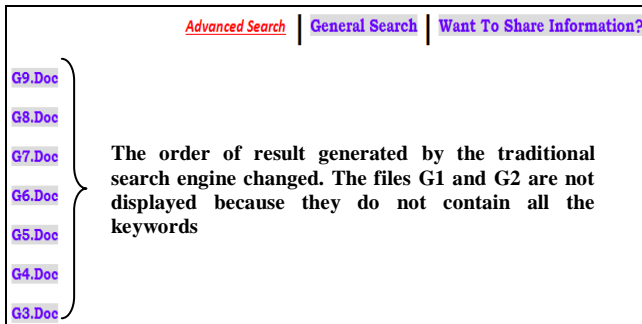 Advanced Search | General Search | Want To Share Information?
G9.Doc
G8.Doc
G7.Doc
G6.Doc
G5.Doc
G4.Doc
G3.Doc
The order of result generated by the traditional
search engine changed. The files G1 and G2 are not
displayed because they do not contain all the
keywords